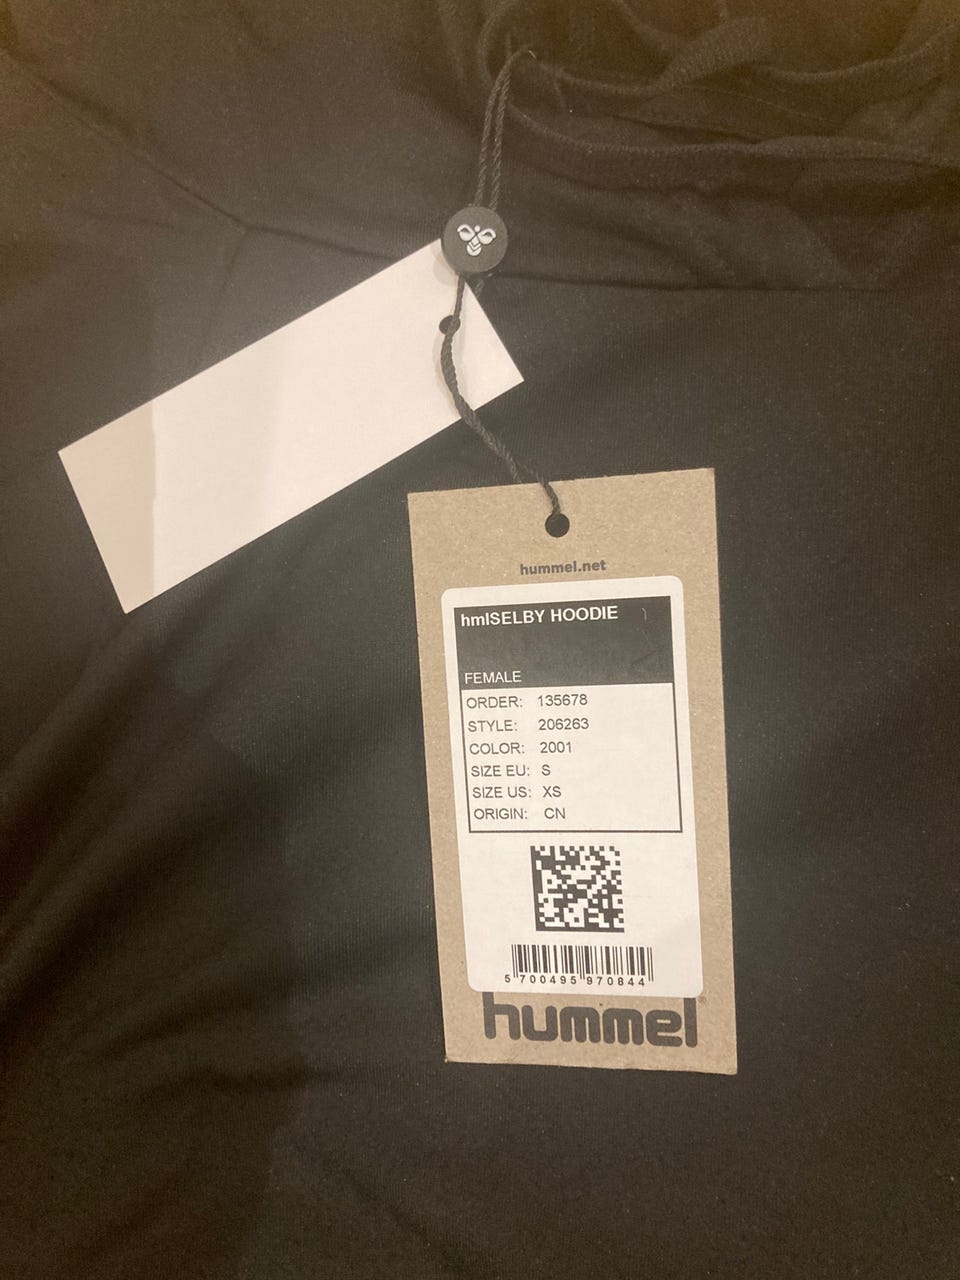 hummel.net
hmlSELBY HOODIE
FEMALE
ORDER: 135678
STYLE: 206263
COLOR: 2001
SIZE EU: S
SIZE US: XS
ORIGIN: CN
5 700495 970844
hummel®